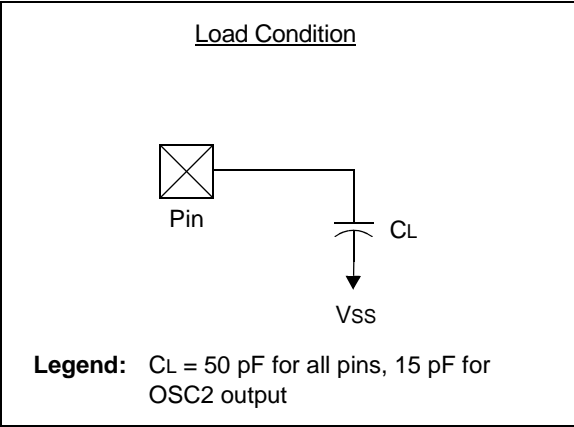 Load Condition
Pin
CL
VSS
Legend: CL = 50 pF for all pins, 15 pF for
OSC2 output